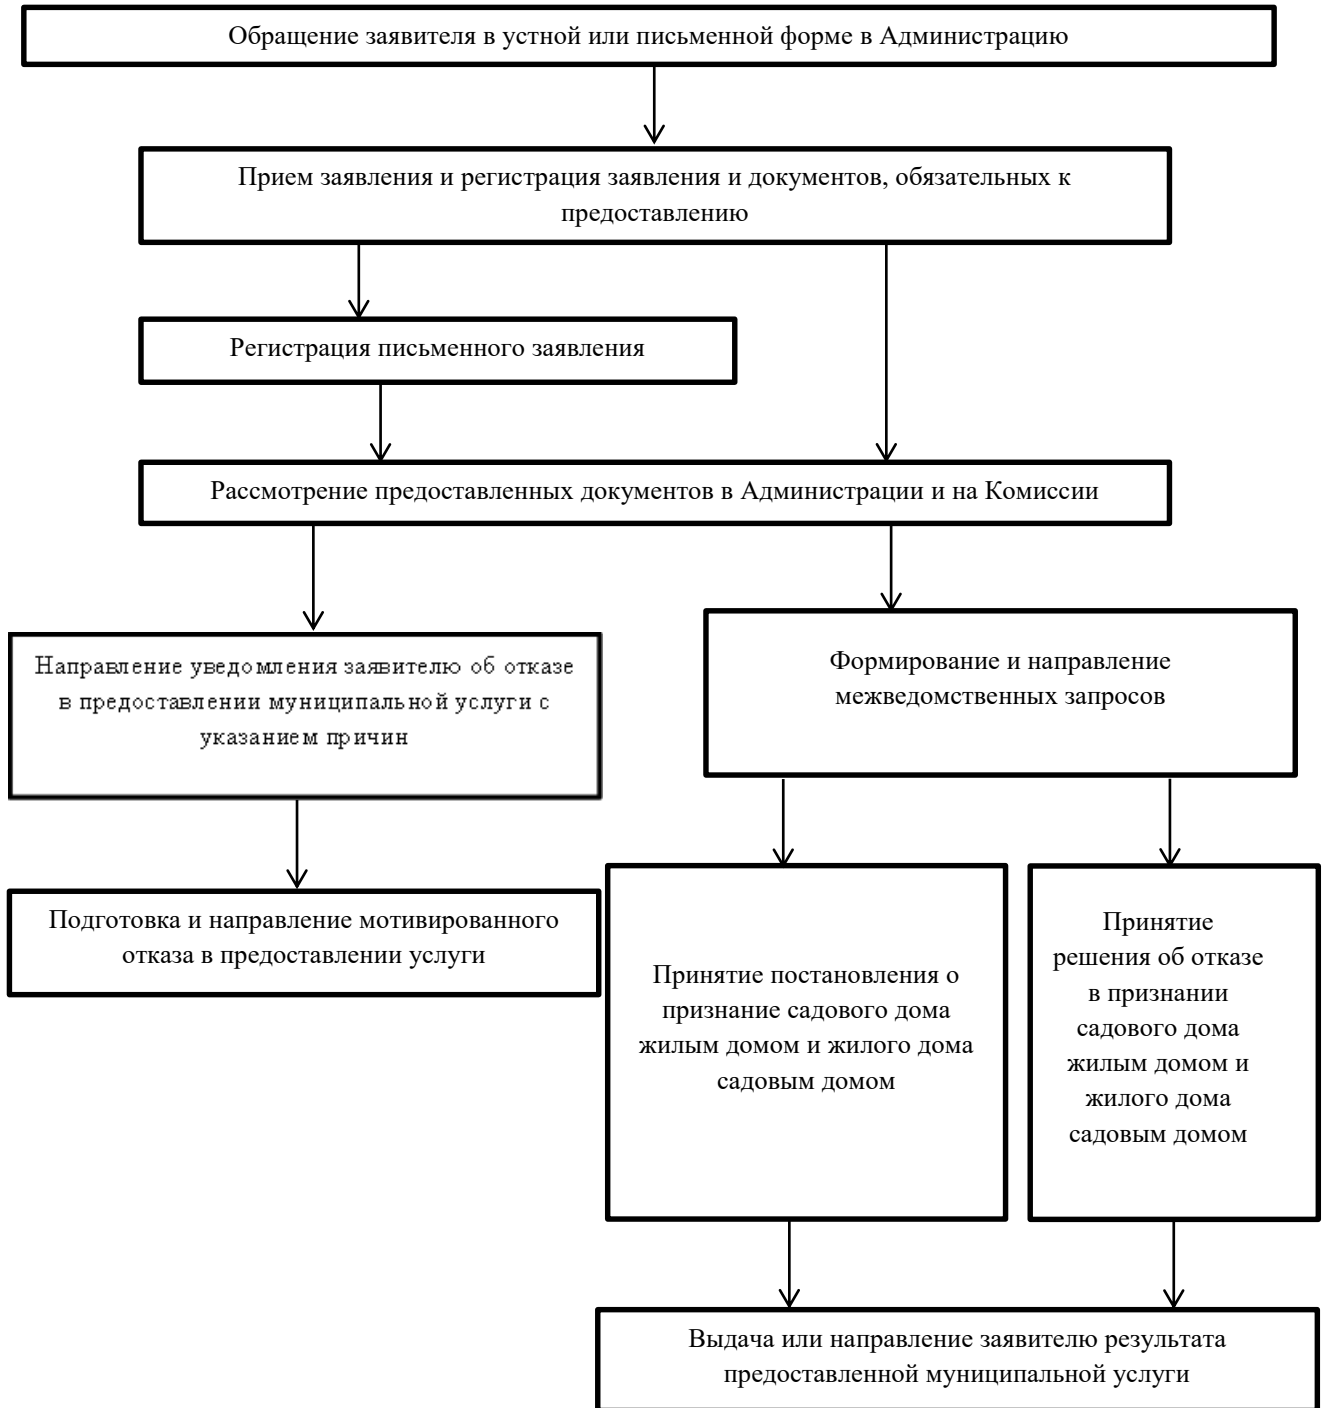 Обращение заявителя в устной или письменной форме в Администрацию
Прием заявления и регистрация заявления и документов, обязательных к
предоставлению
Регистрация письменного заявления
Рассмотрение предоставленных документов в Администрации и на Комиссии
Направление уведомления заявителю об отказе
в предоставлении муниципальной услуги с
указанием причин
Формирование и направление
межведомственных запросов
Подготовка и направление мотивированного
отказа в предоставлении услуги
Принятие постановления о
признание садового дома
жилым домом и жилого дома
садовым домом
Принятие
решения об отказе
в признании
садового дома
жилым домом и
жилого дома
садовым домом
Выдача или направление заявителю результата
предоставленной муниципальной услуги